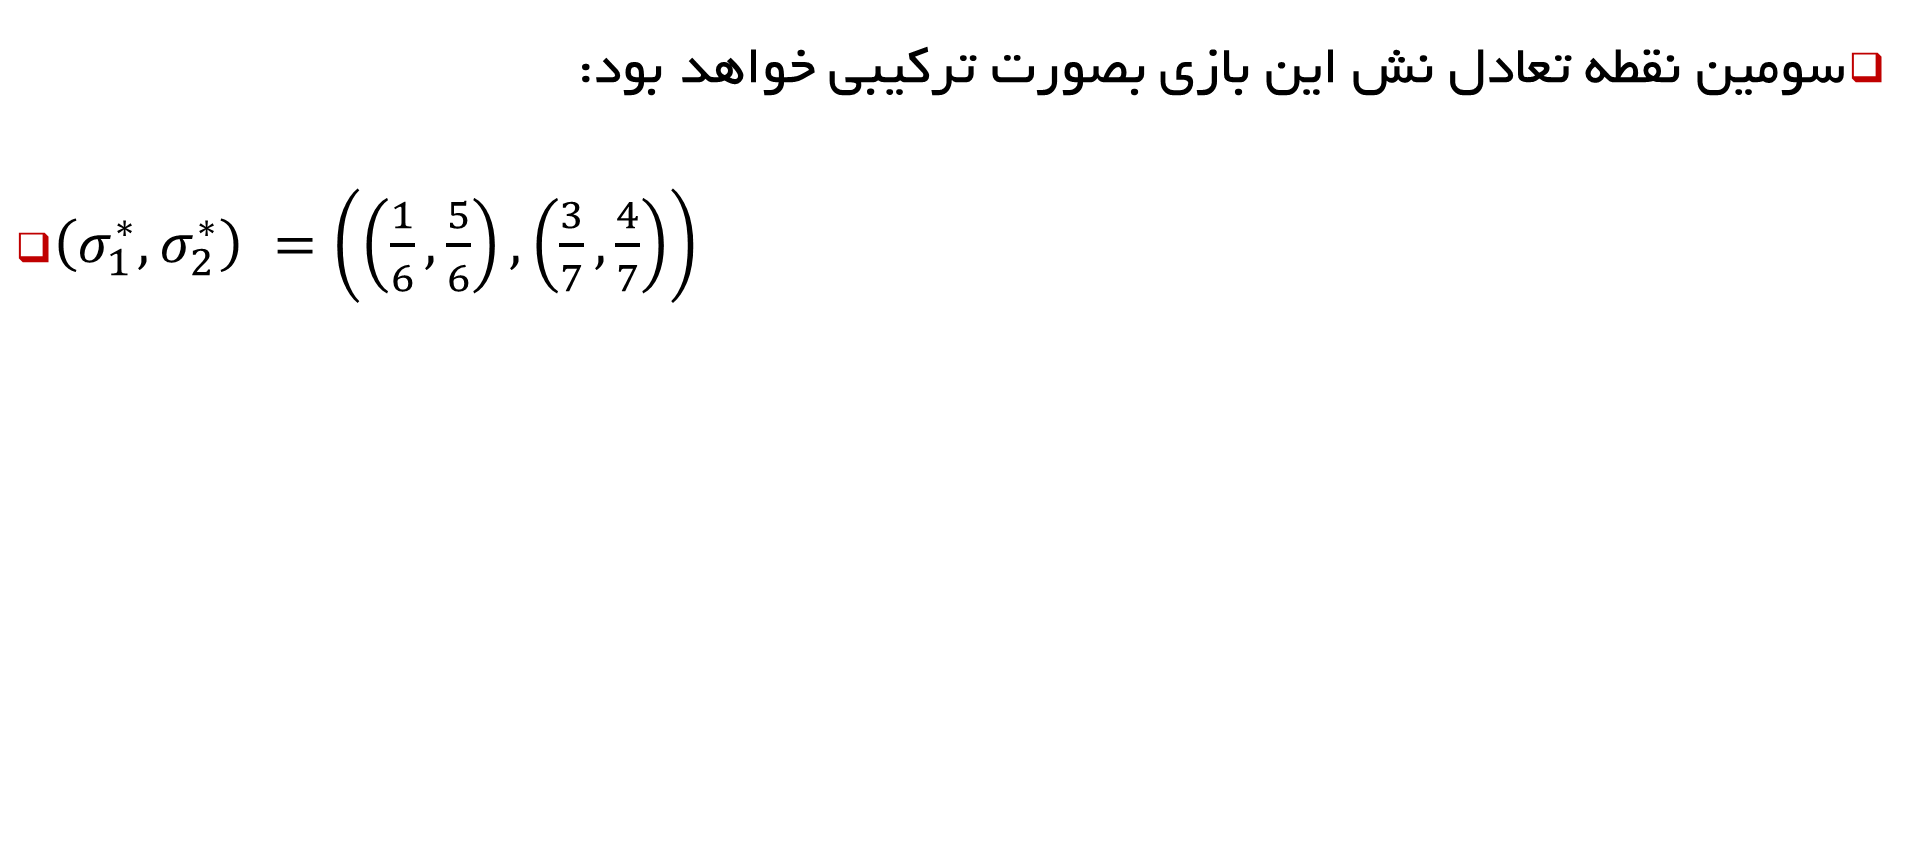 ❑سومین نقطه تعادل نش این بازی بصورت ترکیبی خواهد بود:
❑(σ₁*, σ₂*) = ((1/6, 5/6), (3/7, 4/7))